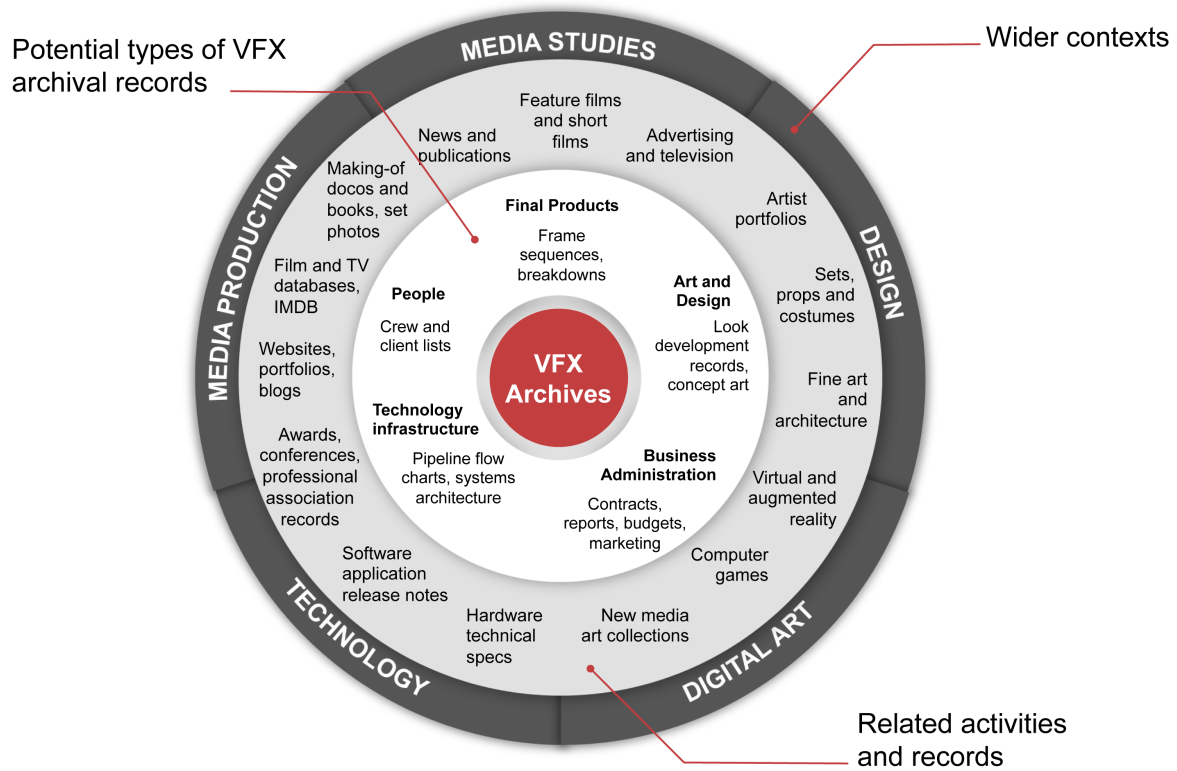 Potential types of VFX
archival records
Wider contexts
MEDIA STUDIES
DESIGN
DIGITAL ART
TECHNOLOGY
MEDIA PRODUCTION
Feature films
and short
films
Advertising
and television
Artist
portfolios
Sets,
props and
costumes
Fine art
and
architecture
Virtual and
augmented
reality
Computer
games
New media
art collections
Hardware
technical
specs
Software
application
release notes
Awards,
conferences,
professional
association
records
Websites,
portfolios,
blogs
Film and TV
databases,
IMDB
Making-of
docos and
books, set
photos
News and
publications
Final Products
Frame
sequences,
breakdowns
Art and
Design
Look
development
records,
concept art
Business
Administration
Contracts,
reports, budgets,
marketing
Technology
infrastructure
Pipeline flow
charts, systems
architecture
People
Crew and
client lists
VFX
Archives
Related activities
and records